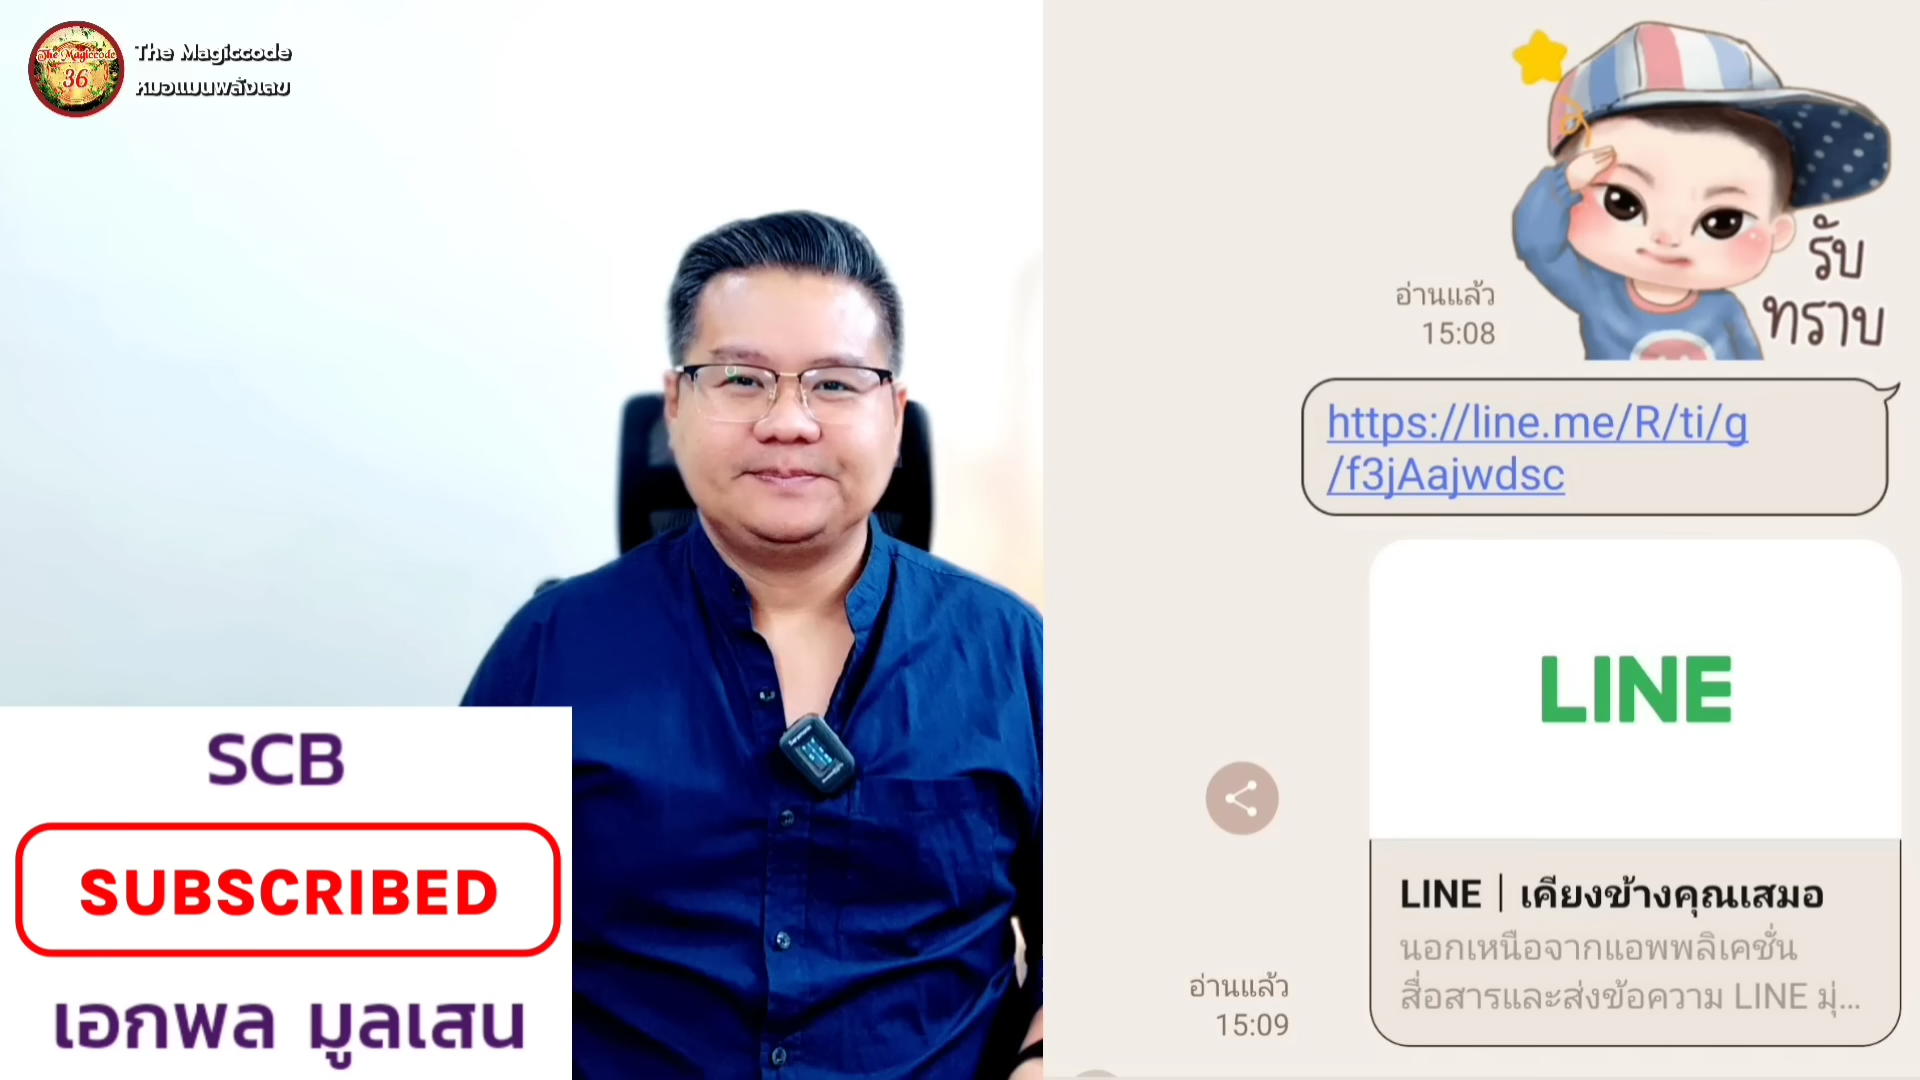 The Magiccode
36
The Magiccode
หมอแมนพลังเลข
รับ
ทราบ
อ่านแล้ว
15:08
https://line.me/R/ti/g
/f3jAajwdsc
LINE
LINE | เคียงข้างคุณเสมอ
นอกเหนือจากแอพพลิเคชั่น
สื่อสารและส่งข้อความ LINE มุ่...
อ่านแล้ว
15:09
SCB
SUBSCRIBED
เอกพล มูลเสน